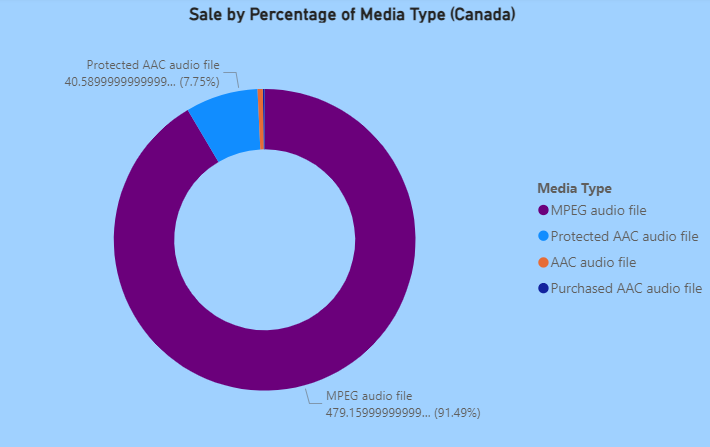 Sale by Percentage of Media Type (Canada)
Protected AAC audio file
40.5899999999999... (7.75%)
Media Type
MPEG audio file
Protected AAC audio file
AAC audio file
Purchased AAC audio file
MPEG audio file
479.15999999999... (91.49%)